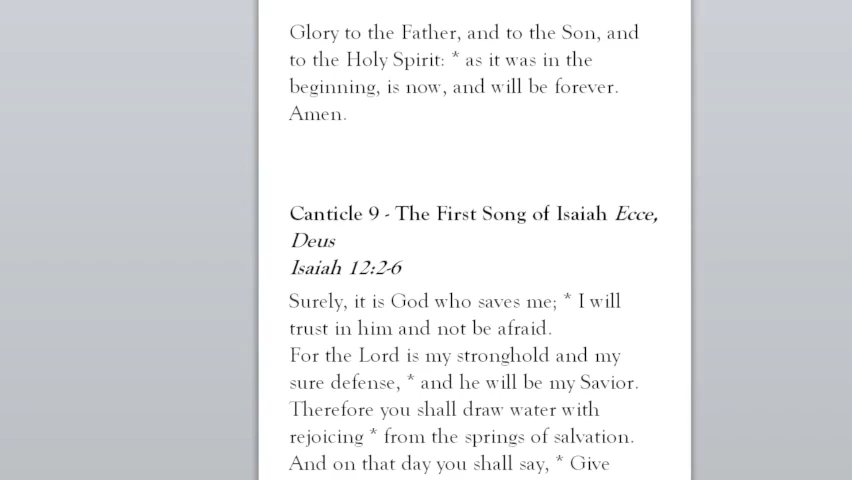 Glory to the Father, and to the Son, and
to the Holy Spirit: * as it was in the
beginning, is now, and will be forever.
Amen.
Canticle 9 - The First Song of Isaiah Ecce,
Deus
Isaiah 12:2-6
Surely, it is God who saves me; * I will
trust in him and not be afraid.
For the Lord is my stronghold and my
sure defense, * and he will be my Savior.
Therefore you shall draw water with
rejoicing * from the springs of salvation.
And on that day you shall say, * Give